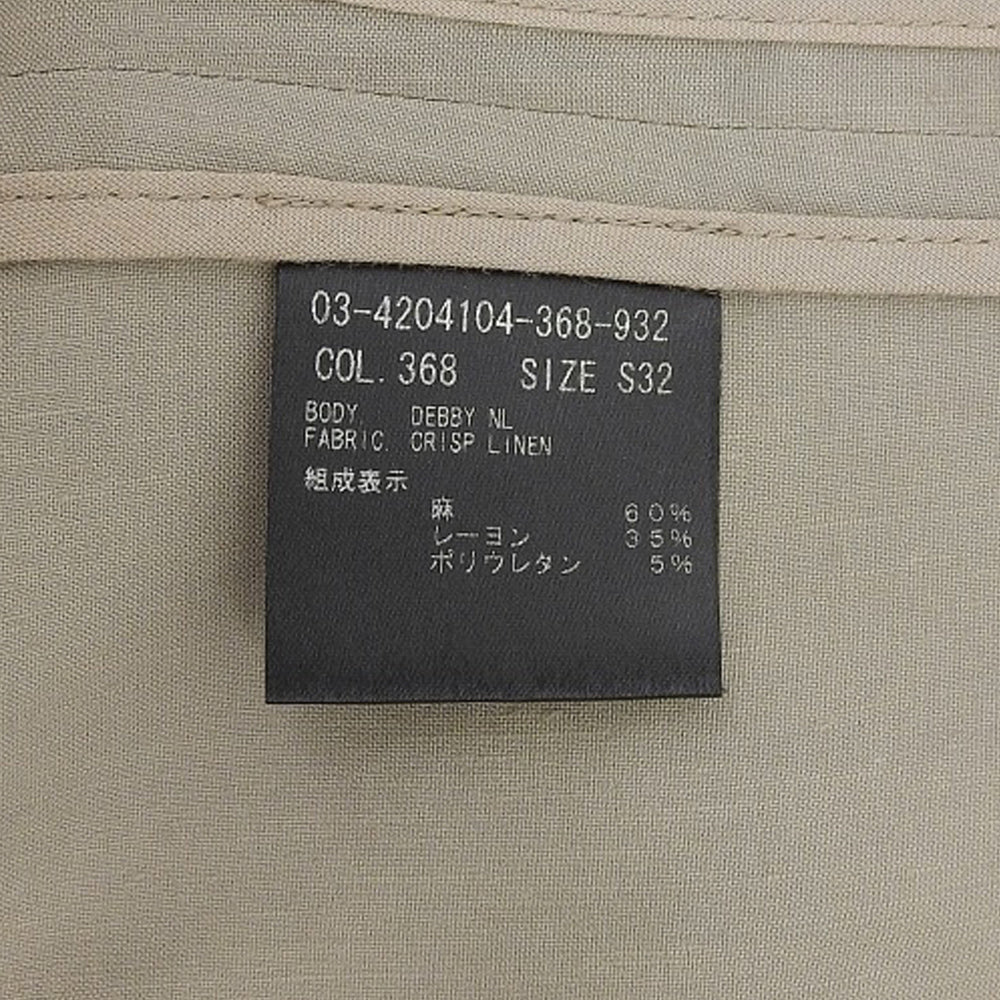 03-4204104-368-932
COL. 368 SIZE S32
BODY DEBBY NL
FABRIC. CRISP LINEN
組成表示
麻 60%
レーヨン 35%
ポリウレタン 5%